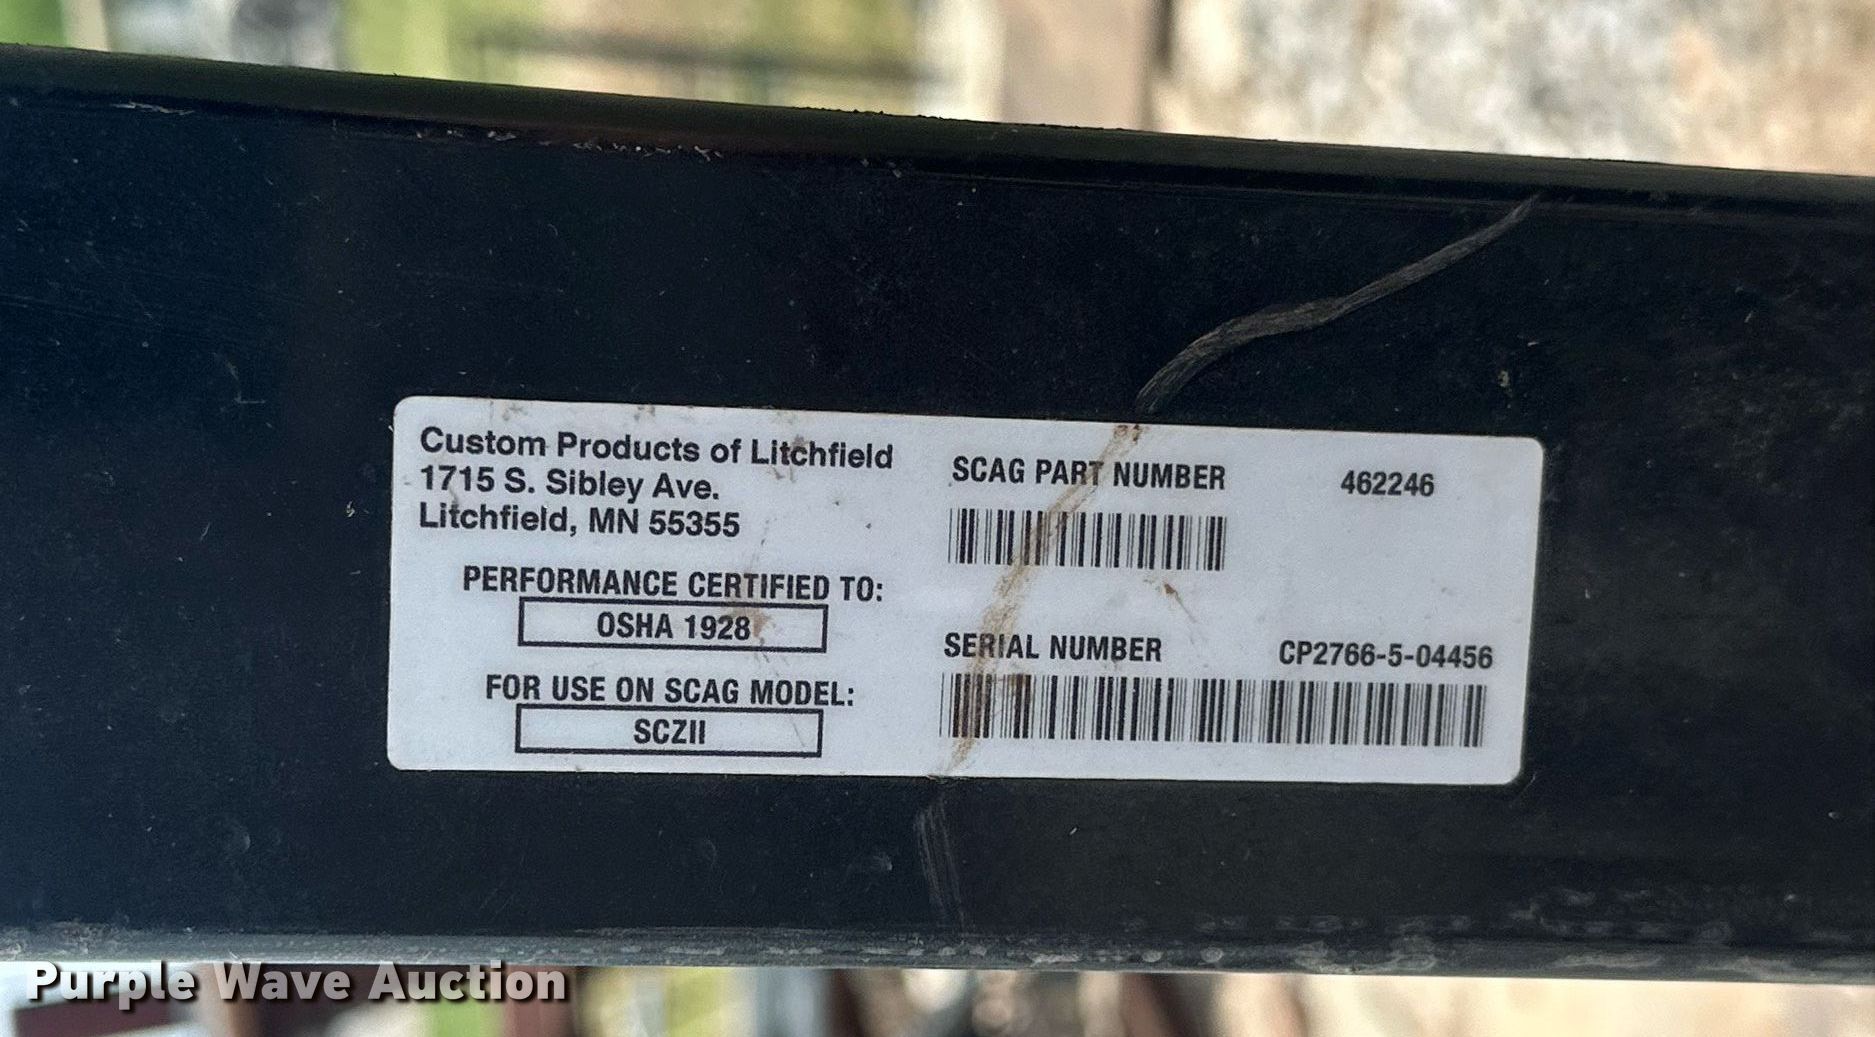 Custom Products of Litchfield
1715 S. Sibley Ave.
Litchfield, MN 55355
PERFORMANCE CERTIFIED TO:
OSHA 1928
FOR USE ON SCAG MODEL:
SCZII
SCAG PART NUMBER 462246
SERIAL NUMBER CP2766-5-04456
Purple Wave Auction